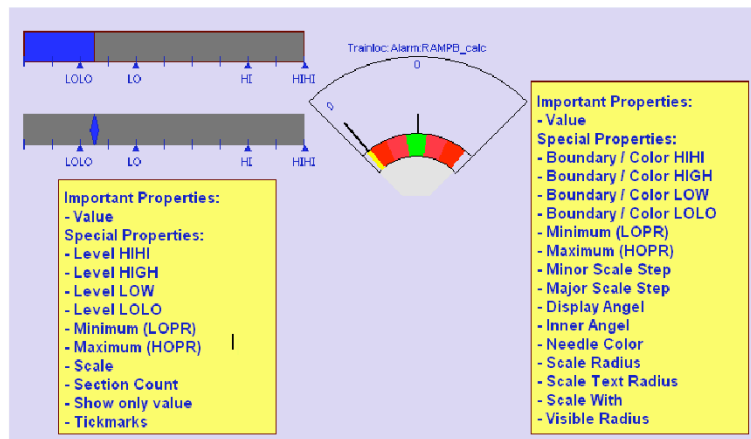 LOLO LO HI HIHI
LOLO LO HI HIHI
Trainloc:Alarm:RAMPB_calc
0
0
Important Properties:
- Value
Special Properties:
- Level HIHI
- Level HIGH
- Level LOW
- Level LOLO
- Minimum (LOPR)
- Maximum (HOPR)
- Scale
- Section Count
- Show only value
- Tickmarks
Important Properties:
- Value
Special Properties:
- Boundary / Color HIHI
- Boundary / Color HIGH
- Boundary / Color LOW
- Boundary / Color LOLO
- Minimum (LOPR)
- Maximum (HOPR)
- Minor Scale Step
- Major Scale Step
- Display Angel
- Inner Angel
- Needle Color
- Scale Radius
- Scale Text Radius
- Scale With
- Visible Radius